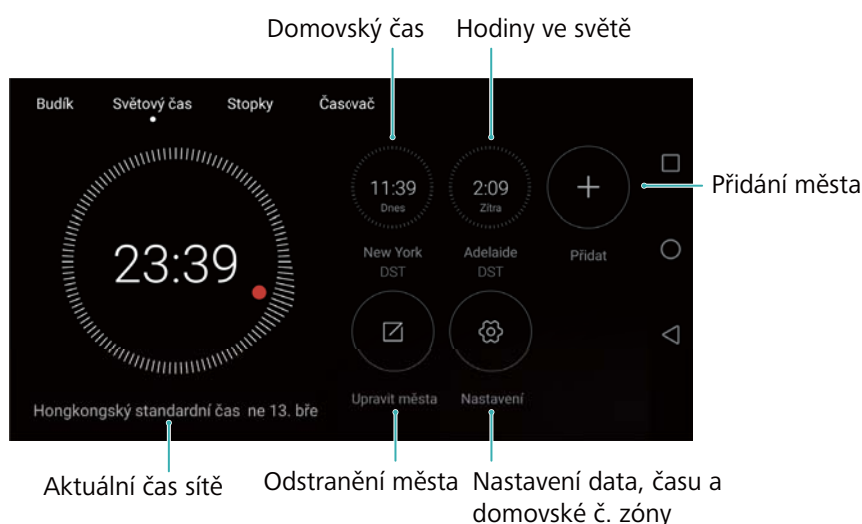 Domovský čas Hodiny ve světě
Budík Světový čas Stopky Časovač
Přidání města
11:39 2:09
Dnes Zítra
23:39
New York Adelaide Přidat
DST DST
Upravit města Nastavení
Hongkongský standardní čas ne 13. bře
Aktuální čas sítě
Odstranění města
Nastavení data, času a
domovské č. zóny